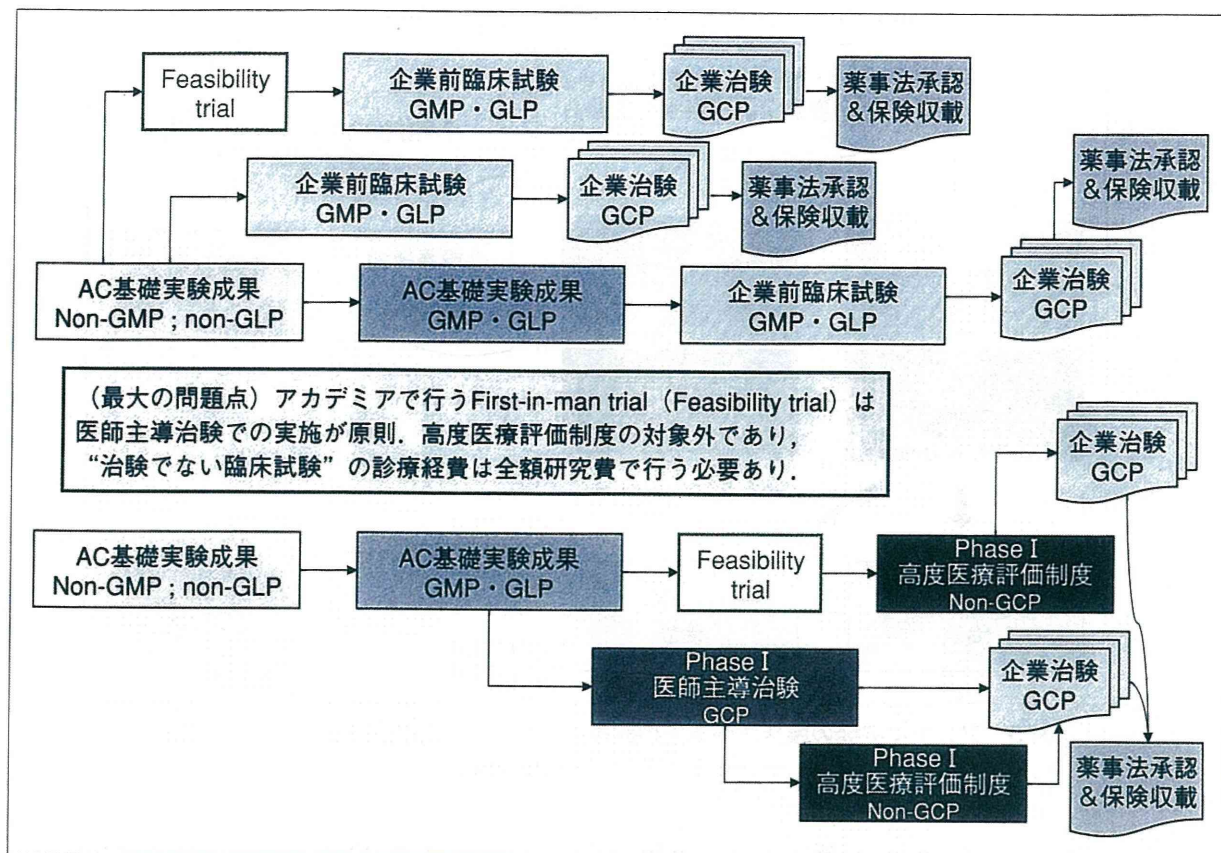 Feasibility
trial
企業前臨床試験
GMP・GLP
企業治験
GCP
薬事法承認
&保険収載
企業前臨床試験
GMP・GLP
企業治験
GCP
薬事法承認
&保険収載
薬事法承認
&保険収載
AC基礎実験成果
Non-GMP ; non-GLP
AC基礎実験成果
GMP・GLP
企業前臨床試験
GMP・GLP
企業治験
GCP
(最大の問題点)アカデミアで行うFirst-in-man trial(Feasibility trial)は
医師主導治験での実施が原則.高度医療評価制度の対象外であり,
“治験でない臨床試験”の診療経費は全額研究費で行う必要あり.
企業治験
GCP
AC基礎実験成果
Non-GMP ; non-GLP
AC基礎実験成果
GMP・GLP
Feasibility
trial
Phase I
高度医療評価制度
Non-GCP
Phase I
医師主導治験
GCP
企業治験
GCP
Phase I
高度医療評価制度
Non-GCP
薬事法承認
&保険収載